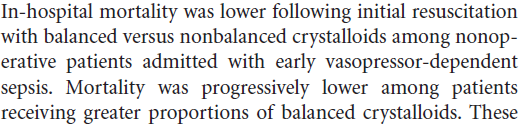 In-hospital mortality was lower following initial resuscitation
with balanced versus nonbalanced crystalloids among nonop-
erative patients admitted with early vasopressor-dependent
sepsis. Mortality was progressively lower among patients
receiving greater proportions of balanced crystalloids. These